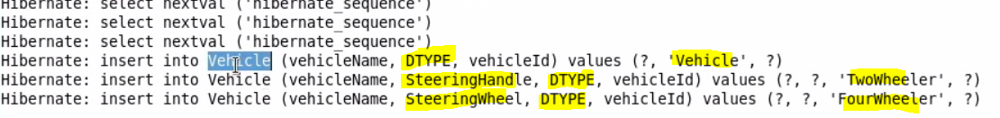 Hibernate: select nextval ('hibernate_sequence')
Hibernate: select nextval ('hibernate_sequence')
Hibernate: select nextval ('hibernate_sequence')
Hibernate: insert into Vehicle (vehicleName, DTYPE, vehicleId) values (?, 'Vehicle', ?)
Hibernate: insert into Vehicle (vehicleName, SteeringHandle, DTYPE, vehicleId) values (?, ?, 'TwoWheeler', ?)
Hibernate: insert into Vehicle (vehicleName, SteeringWheel, DTYPE, vehicleId) values (?, ?, 'FourWheeler', ?)